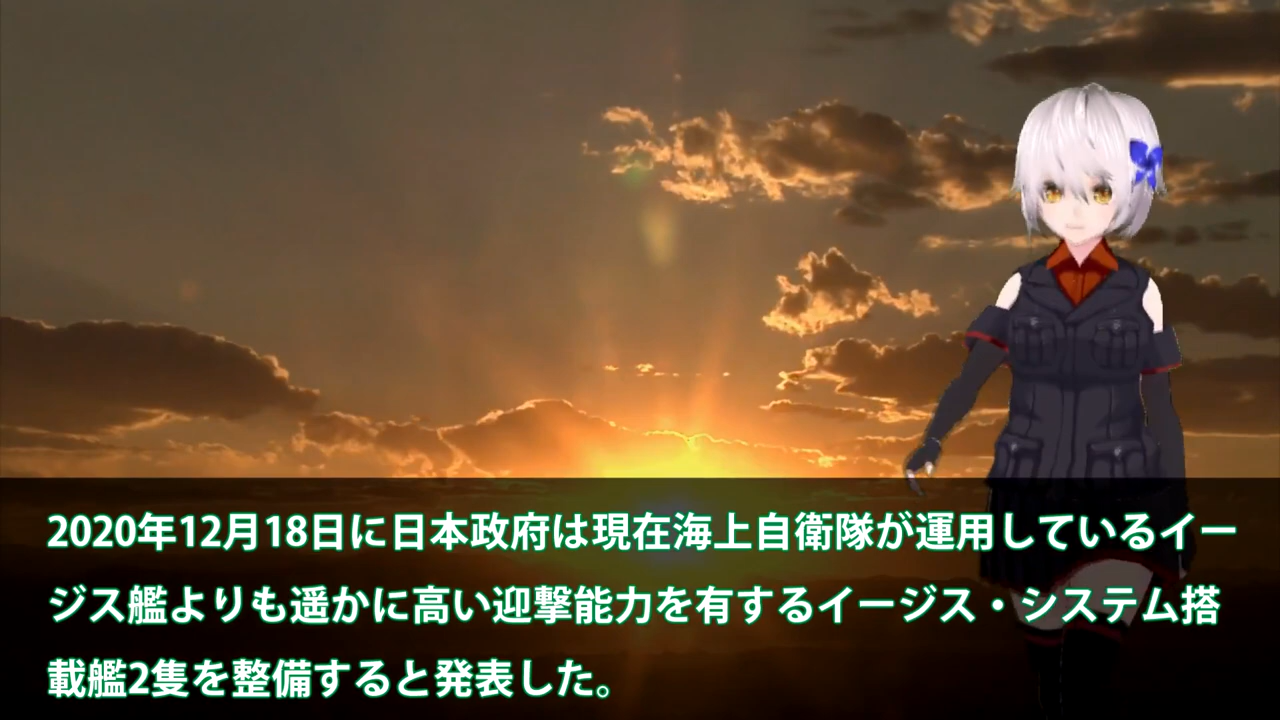 2020年12月18日に日本政府は現在海上自衛隊が運用しているイー
ジス艦よりも遥かに高い迎撃能力を有するイージス・システム搭
載艦2隻を整備すると発表した。